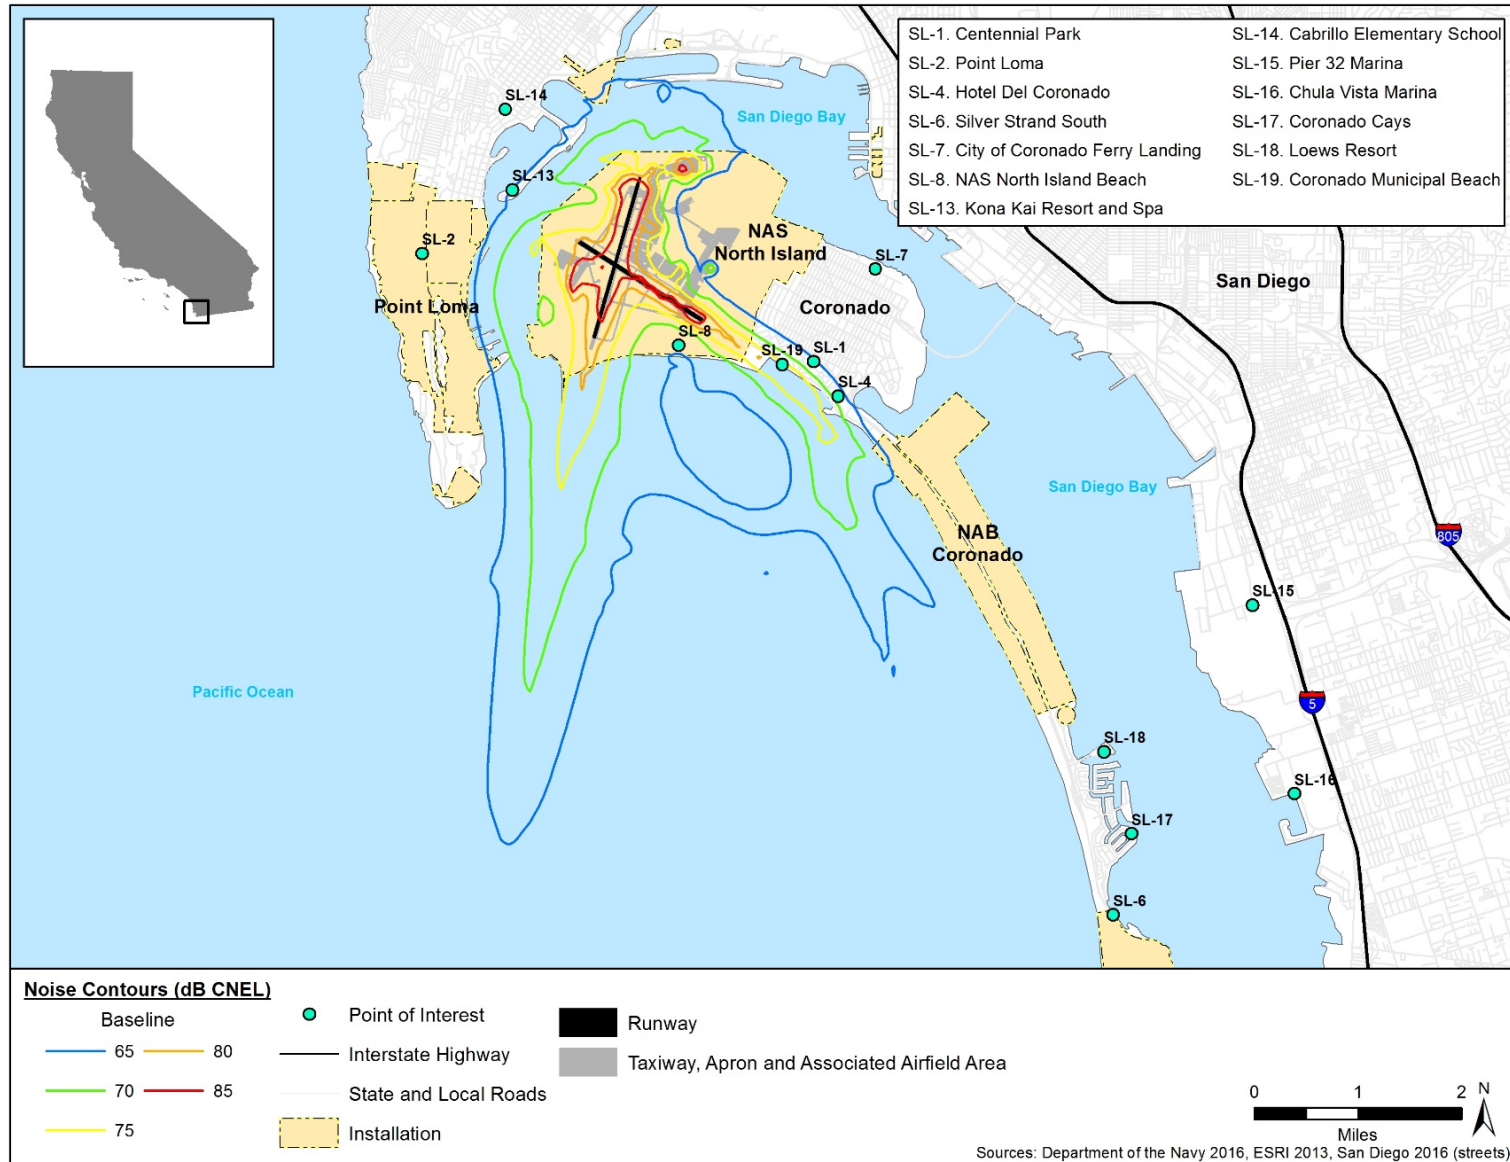 SL-1. Centennial Park
SL-2. Point Loma
SL-4. Hotel Del Coronado
SL-6. Silver Strand South
SL-7. City of Coronado Ferry Landing
SL-8. NAS North Island Beach
SL-13. Kona Kai Resort and Spa
SL-14. Cabrillo Elementary School
SL-15. Pier 32 Marina
SL-16. Chula Vista Marina
SL-17. Coronado Cays
SL-18. Loews Resort
SL-19. Coronado Municipal Beach
SL-14
San Diego Bay
SL-13
SL-2
NAS
North Island
SL-7
San Diego
Point Loma
Coronado
SL-8
SL-19
SL-1
SL-4
San Diego Bay
NAB
Coronado
805
SL-15
Pacific Ocean
5
SL-18
SL-16
SL-17
SL-6
Noise Contours (dB CNEL)
Baseline
65
80
70
85
75
Point of Interest
Interstate Highway
State and Local Roads
Installation
Runway
Taxiway, Apron and Associated Airfield Area
0 1 2
Miles
N
Sources: Department of the Navy 2016, ESRI 2013, San Diego 2016 (streets)